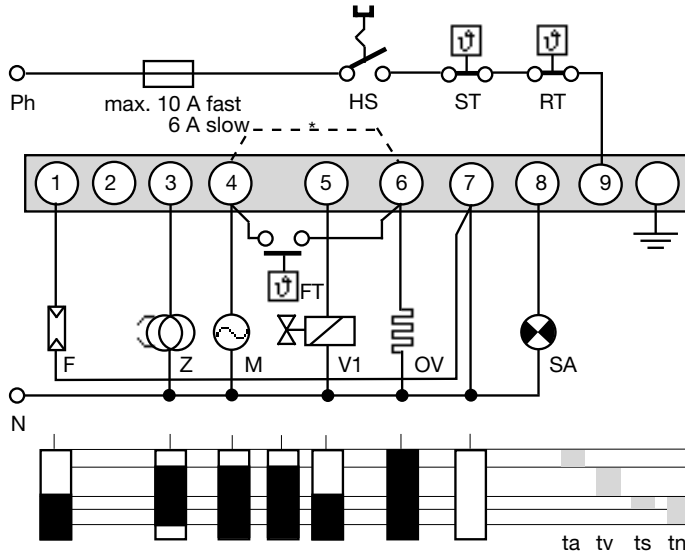 ϑ ϑ
Ph max. 10 A fast HS ST RT
6 A slow *
1 2 3 4 5 6 7 8 9
ϑ FT
F Z M V1 OV SA
N
ta tv ts tn